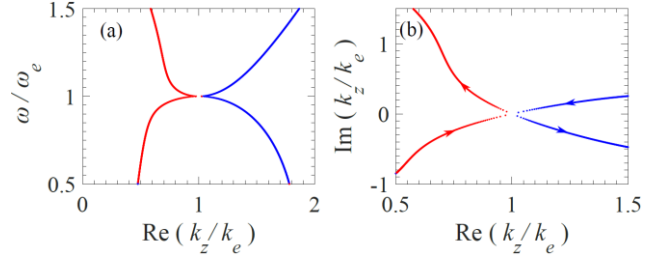 1.5
(a)
ω / ω_e
1
0.5
0
1
2
Re ( k_z / k_e )
(b)
Im ( k_z / k_e )
1
0
-1
0.5
1
1.5
Re ( k_z / k_e )